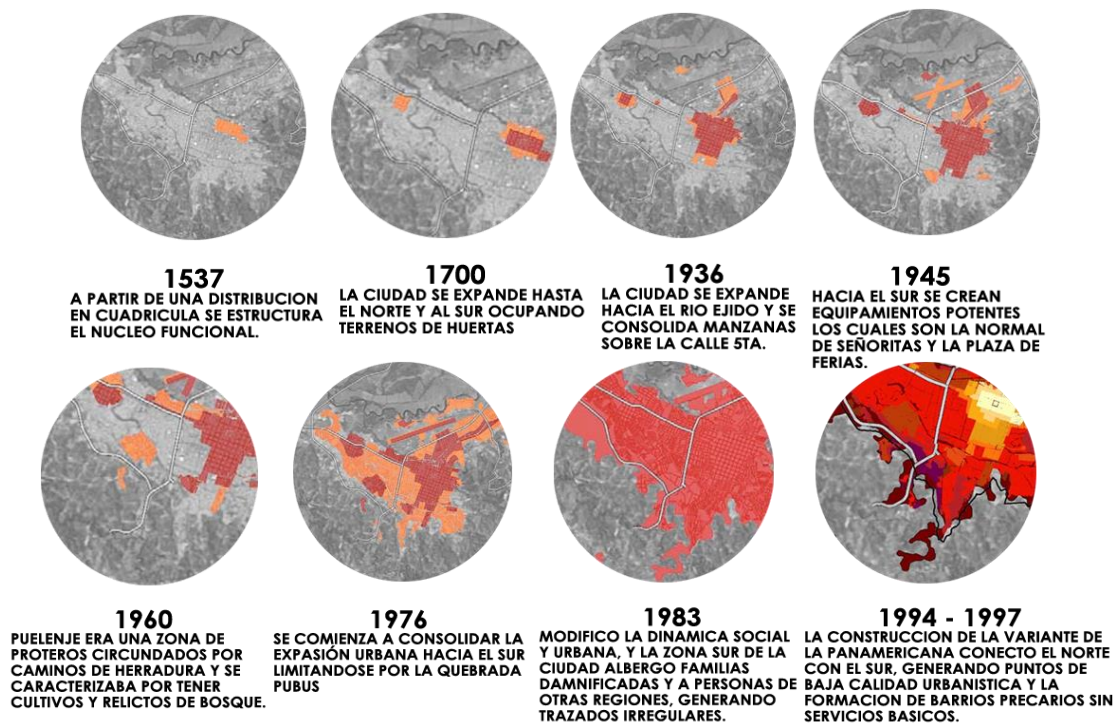 1537
A PARTIR DE UNA DISTRIBUCION
EN CUADRICULA SE ESTRUCTURA
EL NUCLEO FUNCIONAL.
1700
LA CIUDAD SE EXPANDE HASTA
EL NORTE Y AL SUR OCUPANDO
TERRENOS DE HUERTAS
1936
LA CIUDAD SE EXPANDE
HACIA EL RIO EJIDO Y SE
CONSOLIDA MANZANAS
SOBRE LA CALLE 5TA.
1945
HACIA EL SUR SE CREAN
EQUIPAMIENTOS POTENTES
LOS CUALES SON LA NORMAL
DE SEÑORITAS Y LA PLAZA DE
FERIAS.
1960
PUELENJE ERA UNA ZONA DE
PROTEROS CIRCUNDADOS POR
CAMINOS DE HERRADURA Y SE
CARACTERIZABA POR TENER
CULTIVOS Y RELICTOS DE BOSQUE.
1976
SE COMIENZA A CONSOLIDAR LA
EXPASIÓN URBANA HACIA EL SUR
LIMITANDOSE POR LA QUEBRADA
PUBUS
1983
MODIFICO LA DINAMICA SOCIAL
Y URBANA, Y LA ZONA SUR DE LA
CIUDAD ALBERGO FAMILIAS
DAMNIFICADAS Y A PERSONAS DE
OTRAS REGIONES, GENERANDO
TRAZADOS IRREGULARES.
1994 - 1997
LA CONSTRUCCION DE LA VARIANTE DE
LA PANAMERICANA CONECTO EL NORTE
CON EL SUR, GENERANDO PUNTOS DE
BAJA CALIDAD URBANISTICA Y LA
FORMACION DE BARRIOS PRECARIOS SIN
SERVICIOS BASICOS.